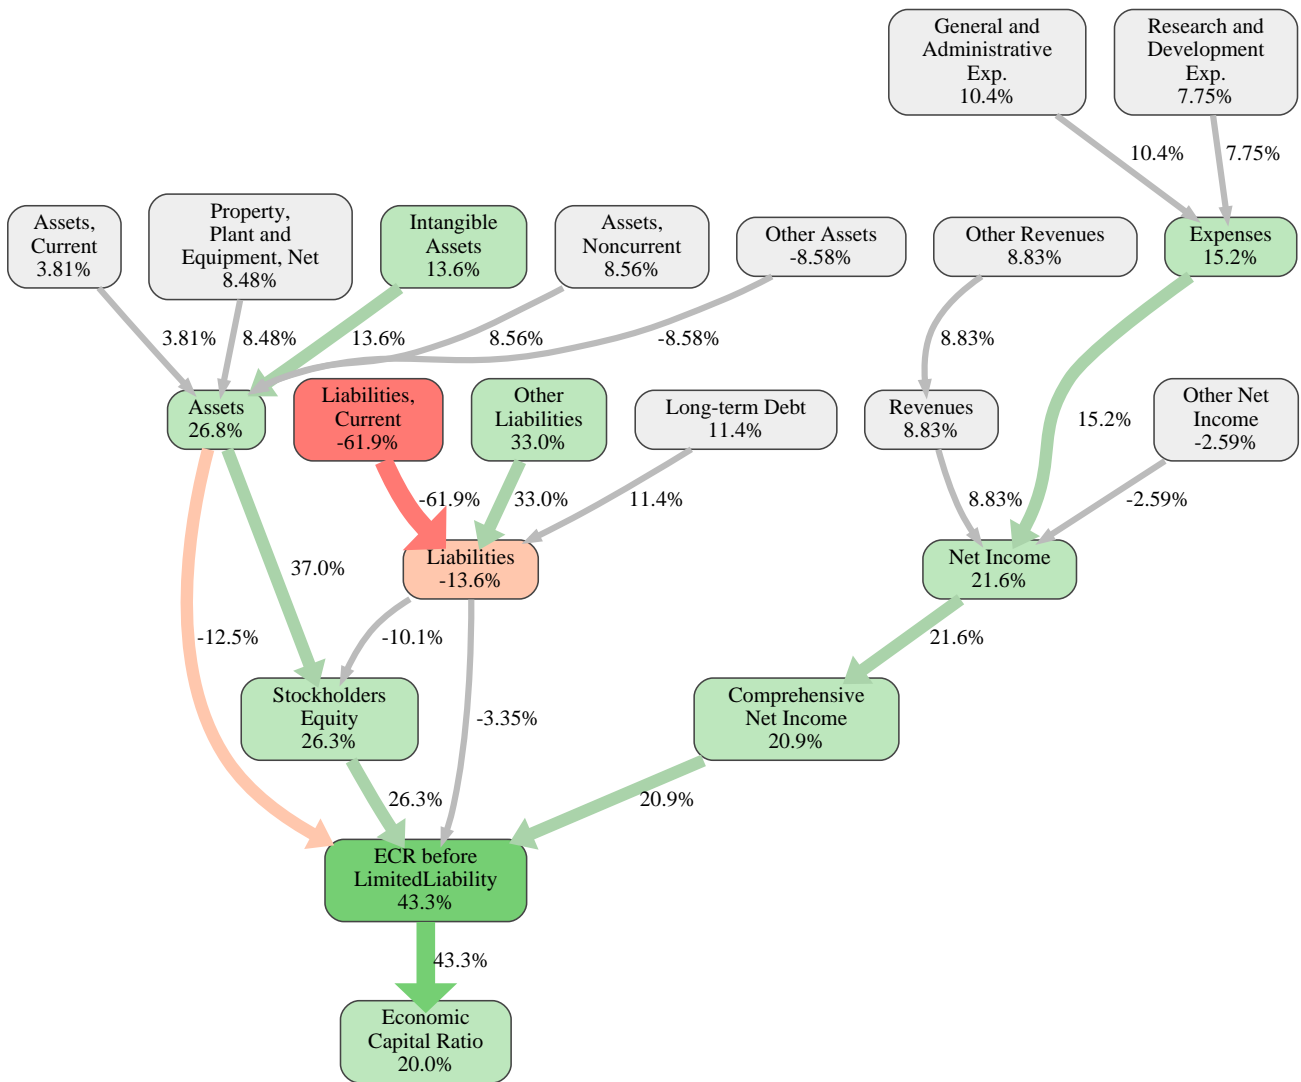 General and
Administrative
Exp.
10.4%
Research and
Development
Exp.
7.75%
10.4%
7.75%
Assets,
Current
3.81%
Property,
Plant and
Equipment, Net
8.48%
Intangible
Assets
13.6%
Assets,
Noncurrent
8.56%
Other Assets
-8.58%
Other Revenues
8.83%
Expenses
15.2%
3.81%
8.48%
13.6%
8.56%
-8.58%
8.83%
15.2%
Assets
26.8%
Liabilities,
Current
-61.9%
Other
Liabilities
33.0%
Long-term Debt
11.4%
Revenues
8.83%
Other Net
Income
-2.59%
-61.9%
33.0%
11.4%
8.83%
-2.59%
37.0%
Liabilities
-13.6%
Net Income
21.6%
-12.5%
-10.1%
21.6%
Stockholders
Equity
26.3%
-3.35%
Comprehensive
Net Income
20.9%
26.3%
20.9%
ECR before
LimitedLiability
43.3%
43.3%
Economic
Capital Ratio
20.0%